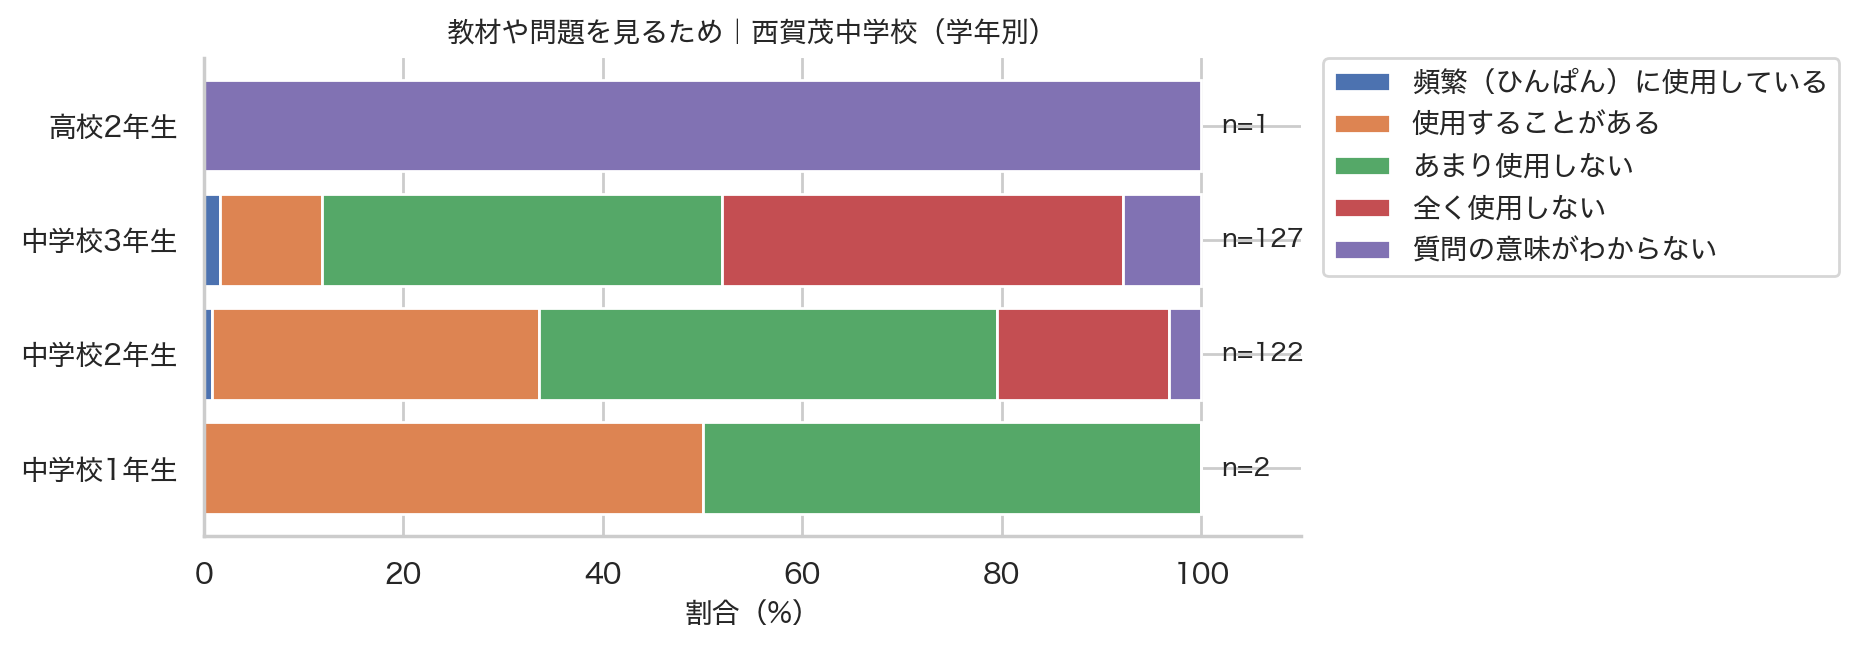 教材や問題を見るため｜西賀茂中学校（学年別）
高校2年生
中学校3年生
中学校2年生
中学校1年生
n=1
n=127
n=122
n=2
0 20 40 60 80 100
割合（%）
頻繁（ひんぱん）に使用している
使用することがある
あまり使用しない
全く使用しない
質問の意味がわからない